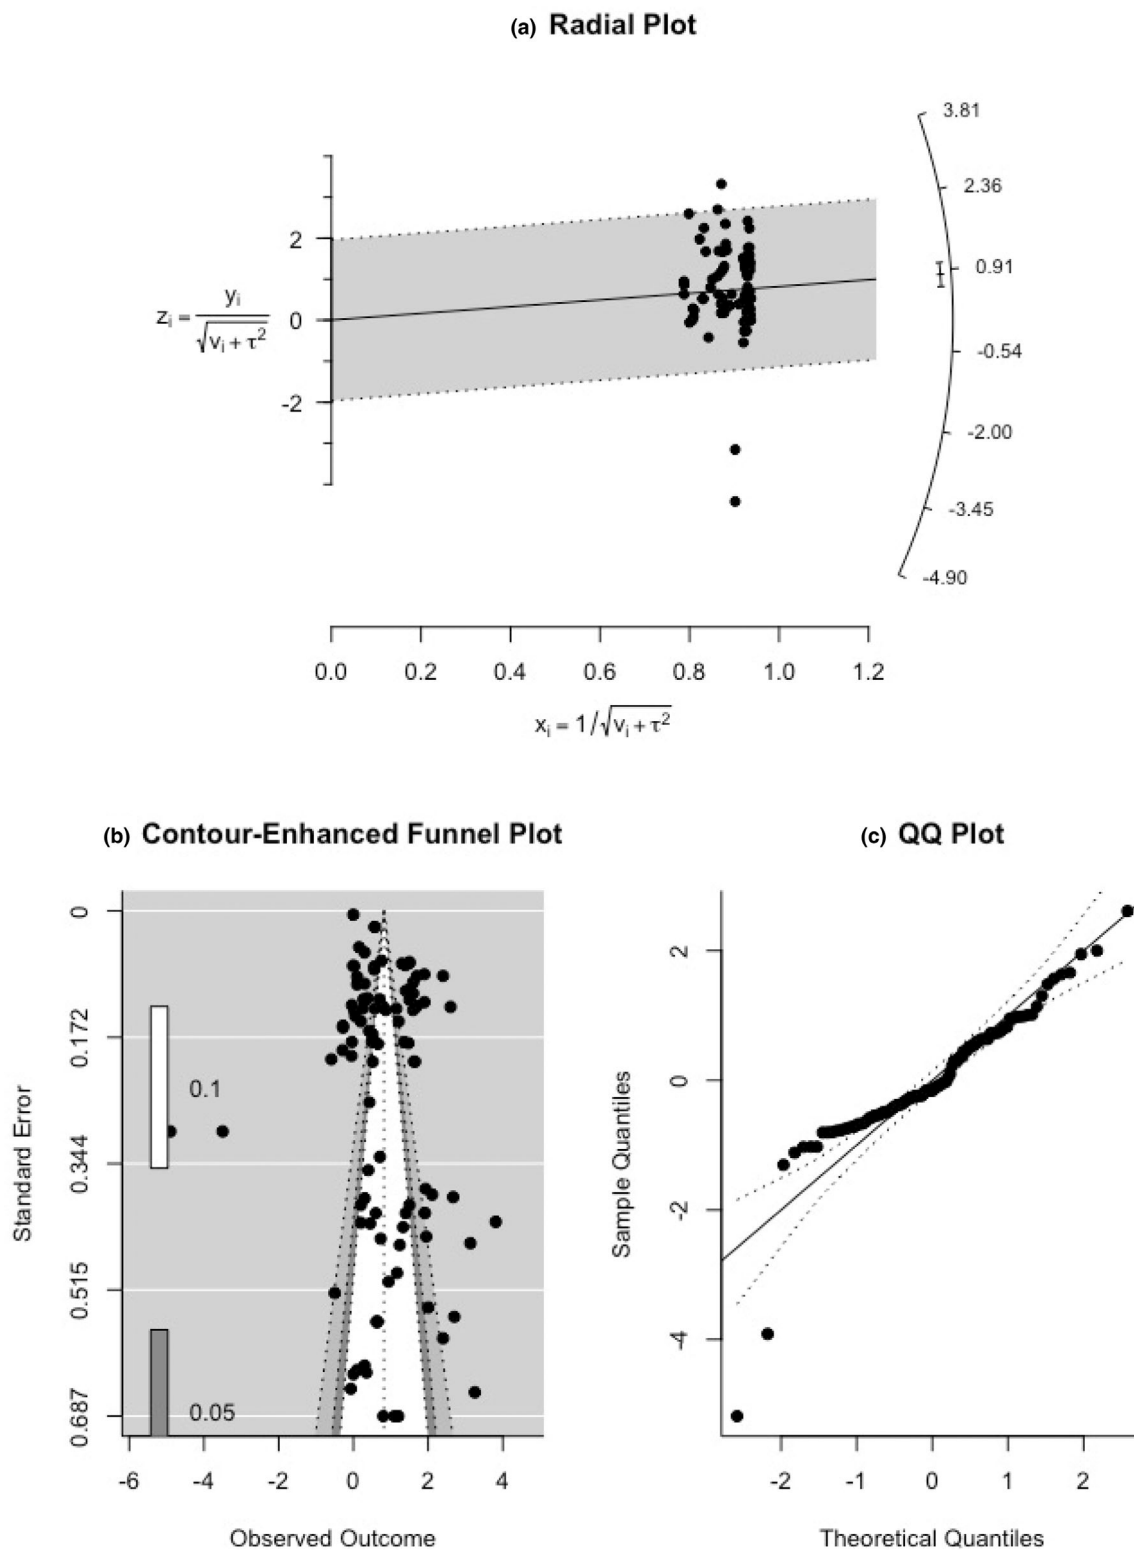 (a) Radial Plot
3.81
2.36
0.91
-0.54
-2.00
-3.45
-4.90
2
0
-2
zᵢ = yᵢ / √(vᵢ + τ²)
0.0 0.2 0.4 0.6 0.8 1.0 1.2
xᵢ = 1/√(vᵢ + τ²)
(b) Contour-Enhanced Funnel Plot
0
0.172
0.344
0.515
0.687
Standard Error
0.1
0.05
-6 -4 -2 0 2 4
Observed Outcome
(c) QQ Plot
2
0
-2
-4
Sample Quantiles
-2 -1 0 1 2
Theoretical Quantiles